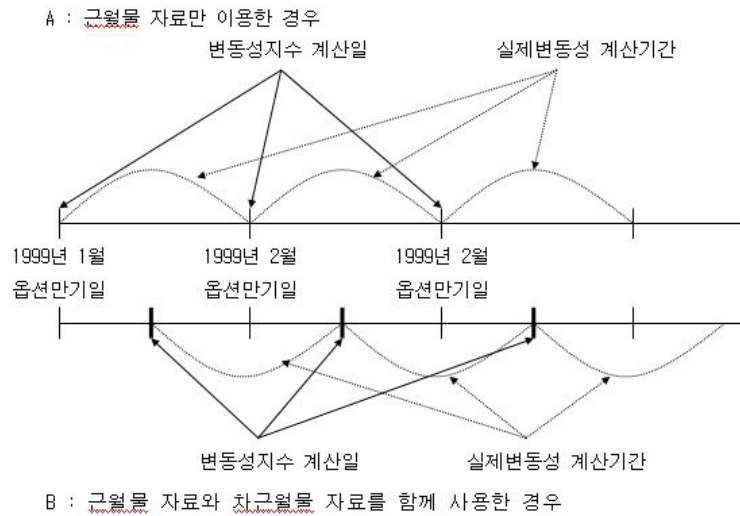 A : 근월물 자료만 이용한 경우
변동성지수 계산일 실제변동성 계산기간
1999년 1월 1999년 2월 1999년 2월
옵션만기일 옵션만기일 옵션만기일
변동성지수 계산일 실제변동성 계산기간
B : 근월물 자료와 차근월물 자료를 함께 사용한 경우